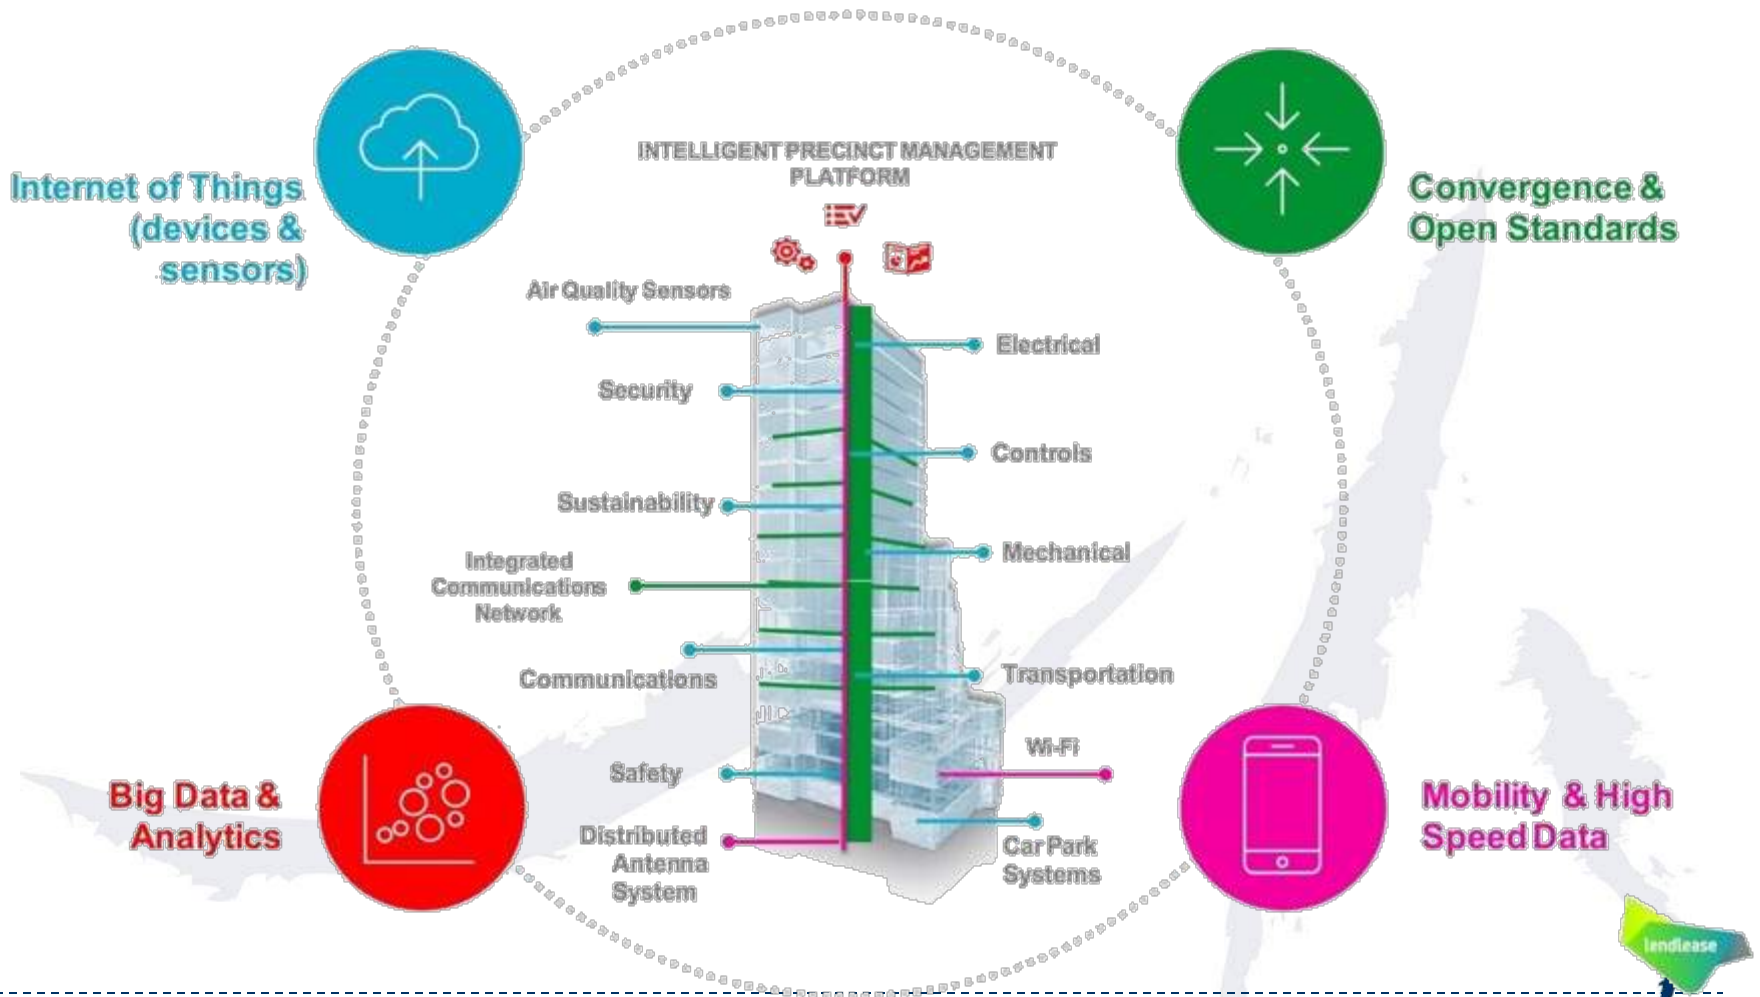 INTELLIGENT PRECINCT MANAGEMENT
PLATFORM
Internet of Things
(devices &
sensors)
Convergence &
Open Standards
Air Quality Sensors
Electrical
Security
Controls
Sustainability
Mechanical
Integrated
Communications
Network
Communications
Transportation
Wi-Fi
Safety
Distributed
Antenna
System
Car Park
Systems
Big Data &
Analytics
Mobility & High
Speed Data
lendlease